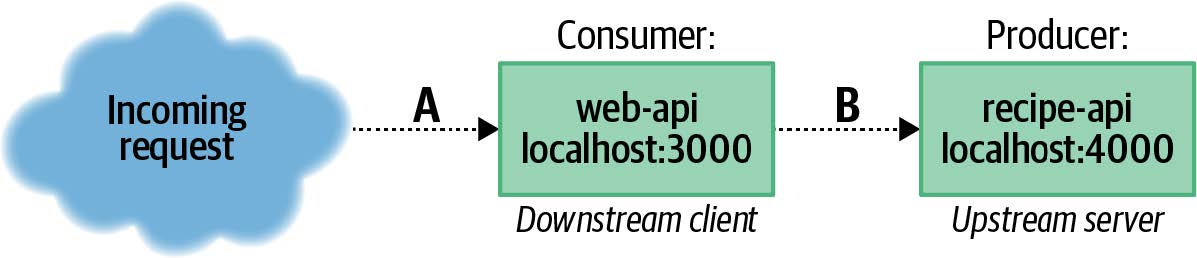 Incoming
request
A
Consumer:
web-api
localhost:3000
Downstream client
B
Producer:
recipe-api
localhost:4000
Upstream server